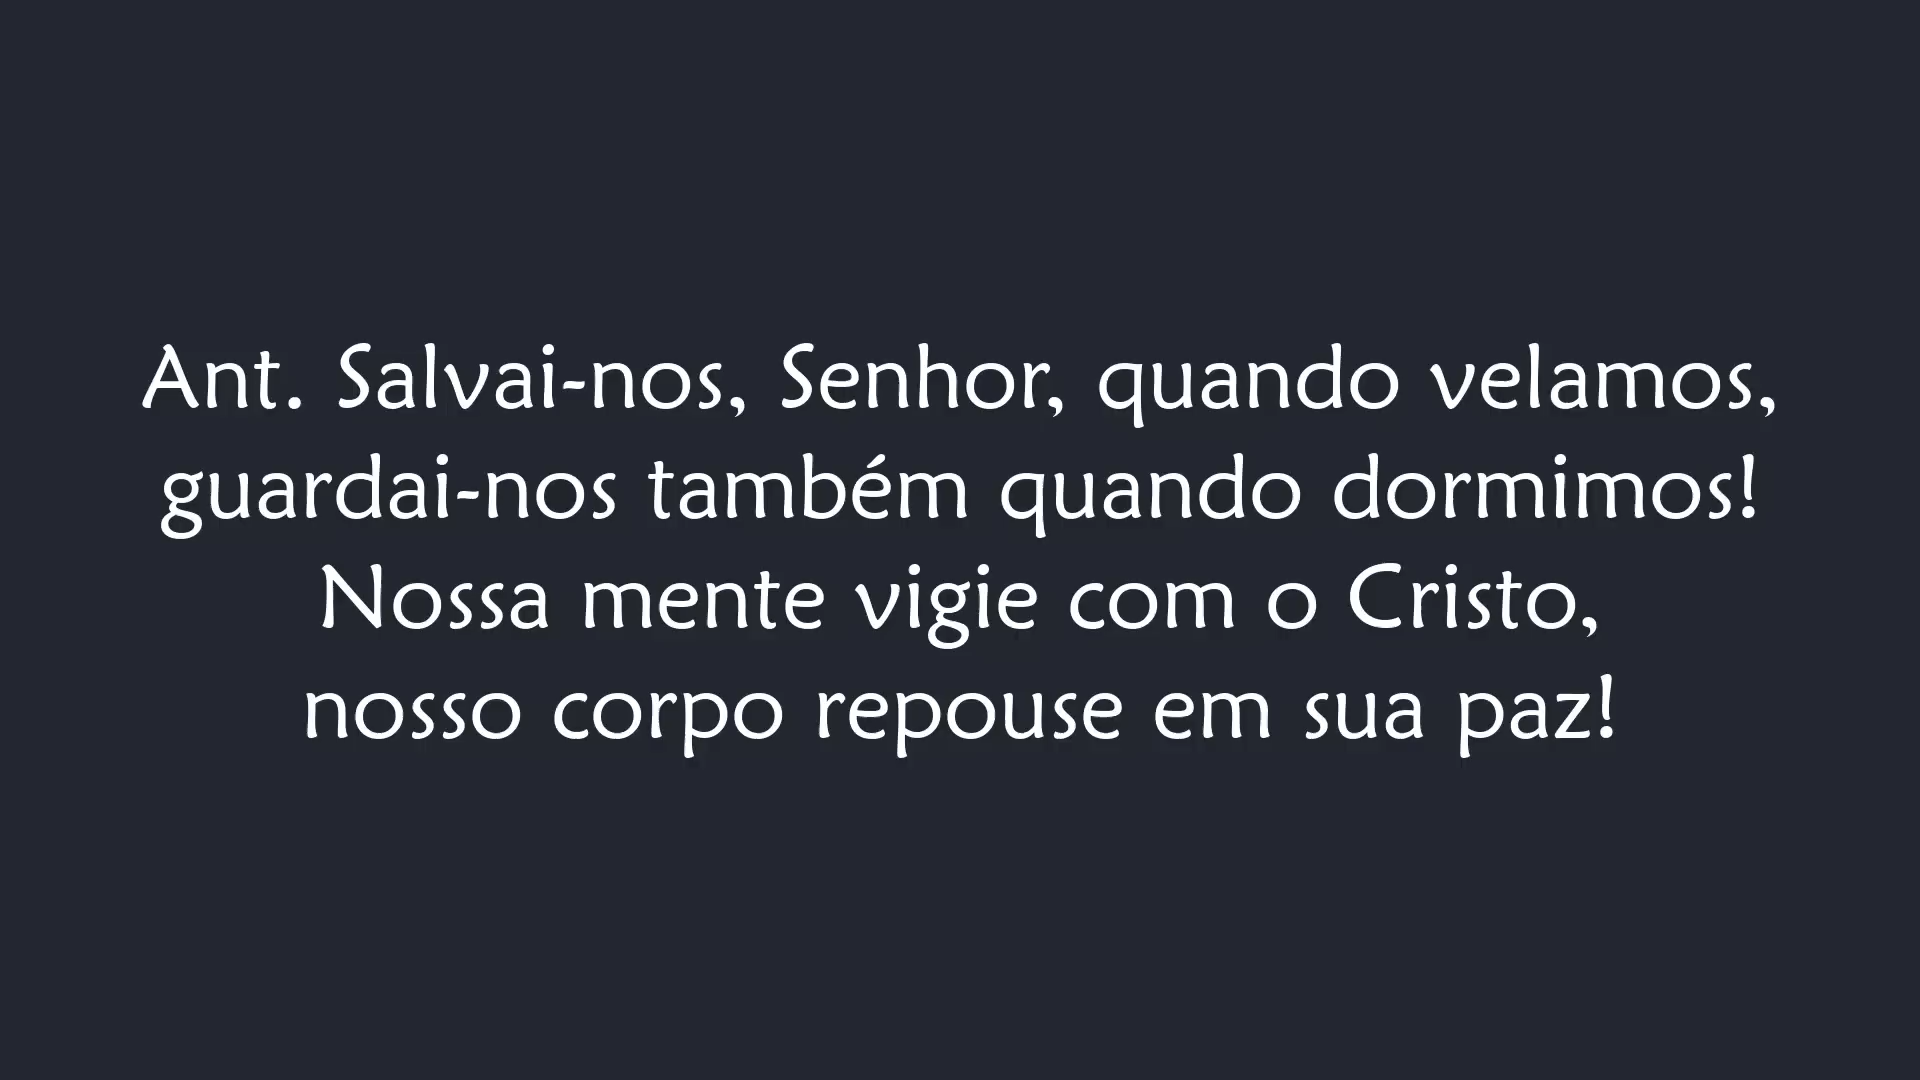 Ant. Salvai-nos, Senhor, quando velamos,
guardai-nos também quando dormimos!
Nossa mente vigie com o Cristo,
nosso corpo repouse em sua paz!